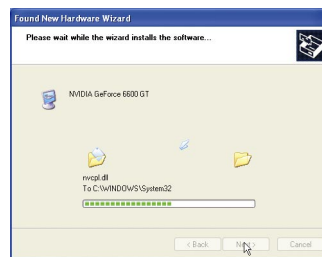 Found New Hardware Wizard
Please wait while the wizard installs the software...
NVIDIA GeForce 6600 GT
nvcpl.dll
To C:\WINDOWS\System32
< Back
Next >
Cancel